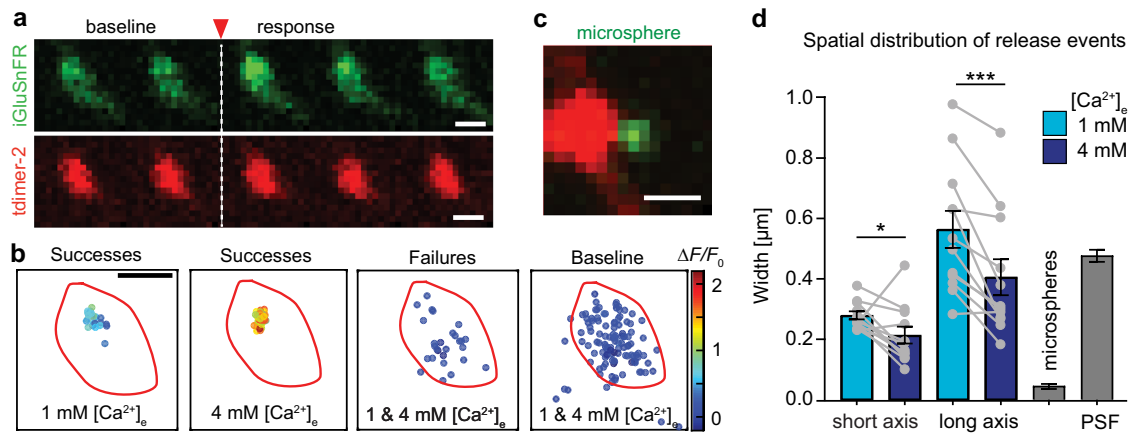 a
baseline
response
iGluSnFR
tdimer-2
b
Successes
1 mM [Ca²⁺]e
Successes
4 mM [Ca²⁺]e
Failures
1 & 4 mM [Ca²⁺]e
Baseline
1 & 4 mM [Ca²⁺]e
ΔF/F₀
2
1
0
c
microsphere
d
Spatial distribution of release events
[Ca²⁺]e
1 mM
4 mM
***
*
Width [µm]
1.0
0.8
0.6
0.4
0.2
0.0
microspheres
short axis
long axis
PSF